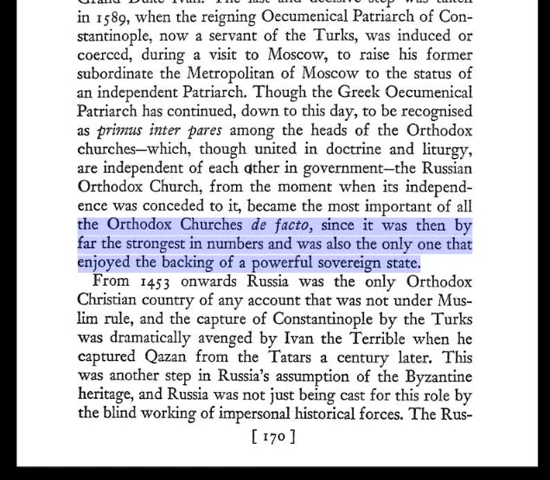 Grand Duke Ivan. The last and decisive step was taken
in 1589, when the reigning Oecumenical Patriarch of Con-
stantinople, now a servant of the Turks, was induced or
coerced, during a visit to Moscow, to raise his former
subordinate the Metropolitan of Moscow to the status of
an independent Patriarch. Though the Greek Oecumenical
Patriarch has continued, down to this day, to be recognised
as primus inter pares among the heads of the Orthodox
churches—which, though united in doctrine and liturgy,
are independent of each other in government—the Russian
Orthodox Church, from the moment when its independ-
ence was conceded to it, became the most important of all
the Orthodox Churches de facto, since it was then by
far the strongest in numbers and was also the only one that
enjoyed the backing of a powerful sovereign state.
From 1453 onwards Russia was the only Orthodox
Christian country of any account that was not under Mus-
lim rule, and the capture of Constantinople by the Turks
was dramatically avenged by Ivan the Terrible when he
captured Qazan from the Tatars a century later. This
was another step in Russia's assumption of the Byzantine
heritage, and Russia was not just being cast for this role by
the blind working of impersonal historical forces. The Rus-
[ 170 ]